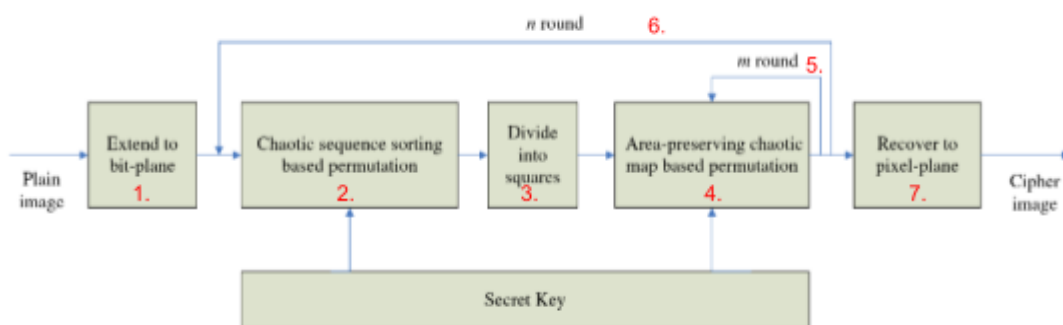 n round 6.
m round 5.
Plain
image
Extend to
bit-plane
1.
Chaotic sequence sorting
based permutation
2.
Divide
into
squares
3.
Area-preserving chaotic
map based permutation
4.
Recover to
pixel-plane
7.
Cipher
image
Secret Key